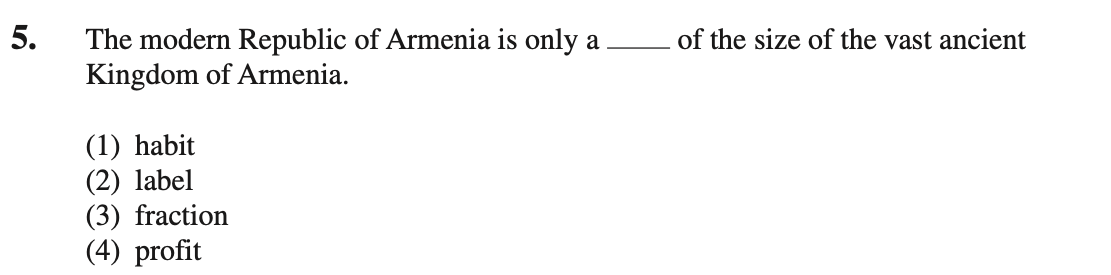 5. The modern Republic of Armenia is only a _____ of the size of the vast ancient
Kingdom of Armenia.
(1) habit
(2) label
(3) fraction
(4) profit